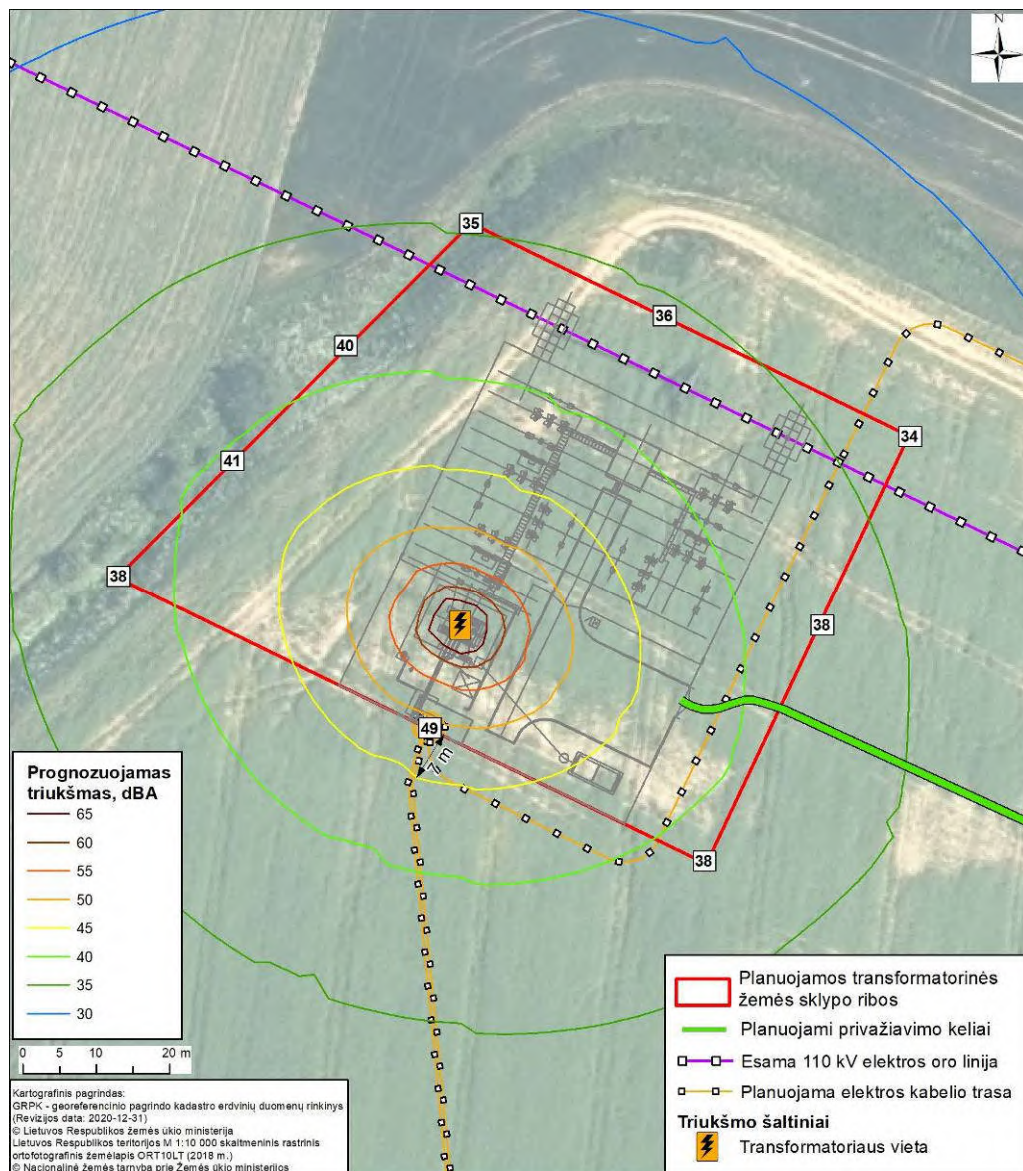 N
35
36
40
34
41
38
38
49
7 m
38
Prognozuojamas
triukšmas, dBA
65
60
55
50
45
40
35
30
0 5 10 20 m
Kartografinis pagrindas:
GRPK - georeferencinio pagrindo kadastro erdvinių duomenų rinkinys
(Revizijos data: 2020-12-31)
© Lietuvos Respublikos žemės ūkio ministerija
Lietuvos Respublikos teritorijos M 1:10 000 skaitmeninis rastrinis
ortofotografinis žemėlapis ORT10LT (2018 m.)
© Nacionalinė žemės tarnyba prie Žemės ūkio ministerijos
Planuojamos transformatorinės
žemės sklypo ribos
Planuojami privažiavimo keliai
Esama 110 kV elektros oro linija
Planuojama elektros kabelio trasa
Triukšmo šaltiniai
Transformatoriaus vieta